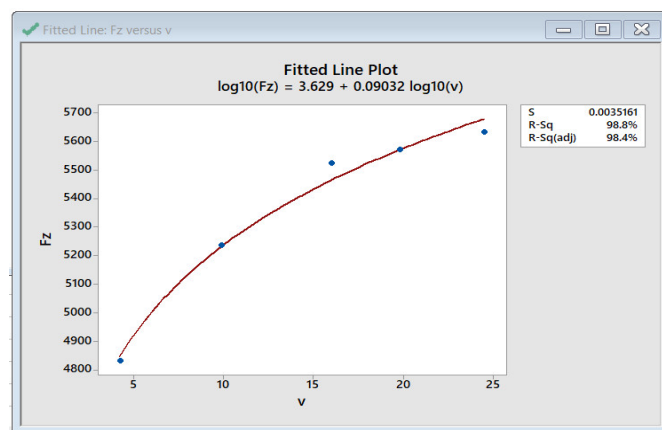 Fitted Line: Fz versus v
Fitted Line Plot
log10(Fz) = 3.629 + 0.09032 log10(v)
S 0.0035161
R-Sq 98.8%
R-Sq(adj) 98.4%
5700
5600
5500
5400
5300
5200
5100
5000
4900
4800
Fz
5 10 15 20 25
v